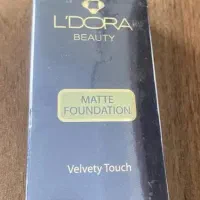 L'DORA
BEAUTY
MATTE
FOUNDATION
Velvety Touch